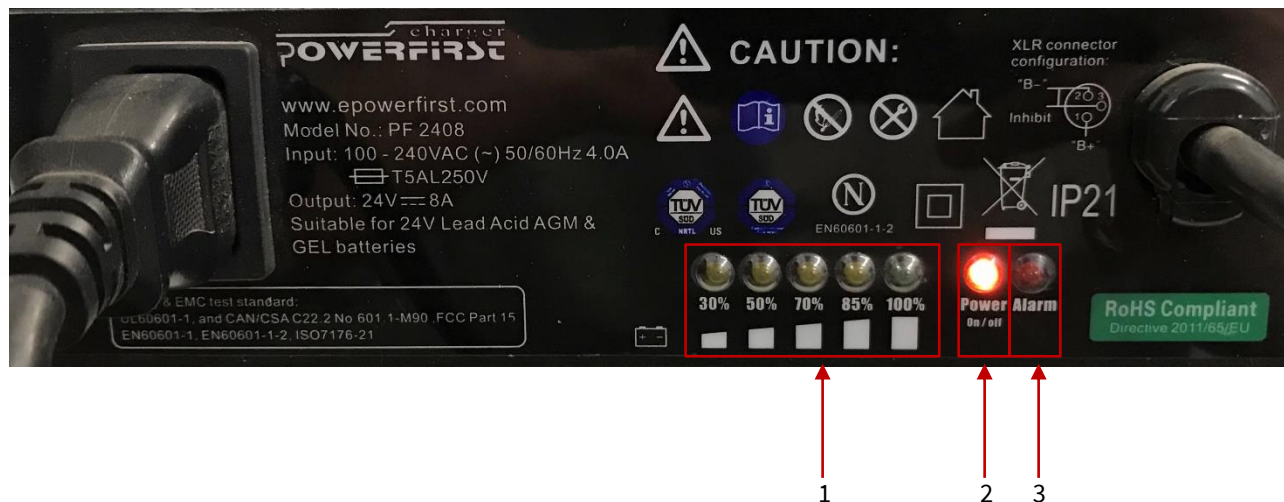 charger
POWERFIRST
www.epowerfirst.com
Model No.: PF 2408
Input: 100 - 240VAC (~) 50/60Hz 4.0A
T5AL250V
Output: 24V⎓8A
Suitable for 24V Lead Acid AGM &
GEL batteries
& EMC test standard:
UL60601-1, and CAN/CSA C22.2 No 601.1-M90 ,FCC Part 15
EN60601-1, EN60601-1-2, ISO7176-21
CAUTION:
XLR connector
configuration:
"B-"
2 3
Inhibit
1
"B+"
TÜV
SÜD
C NRTL US
TÜV
SÜD
N
EN60601-1-2
IP21
30% 50% 70% 85% 100%
Power
On / off
Alarm
RoHS Compliant
Directive 2011/65/EU
1
2
3